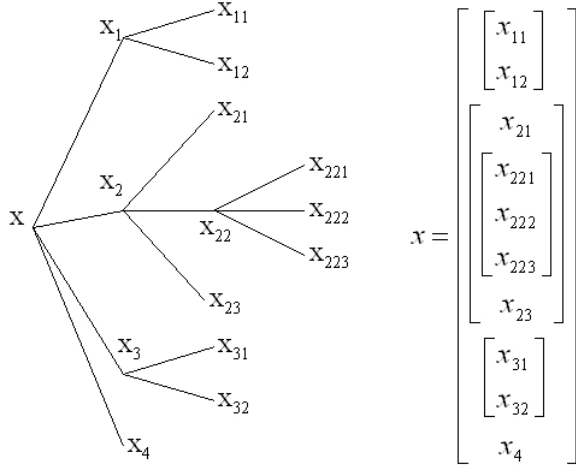 x₁
x₁₁
x₁₂
x₂₁
x₂
x₂₂₁
x
x₂₂
x₂₂₂
x₂₂₃
x₂₃
x₃
x₃₁
x₃₂
x₄
x =
x₁₁
x₁₂
x₂₁
x₂₂₁
x₂₂₂
x₂₂₃
x₂₃
x₃₁
x₃₂
x₄